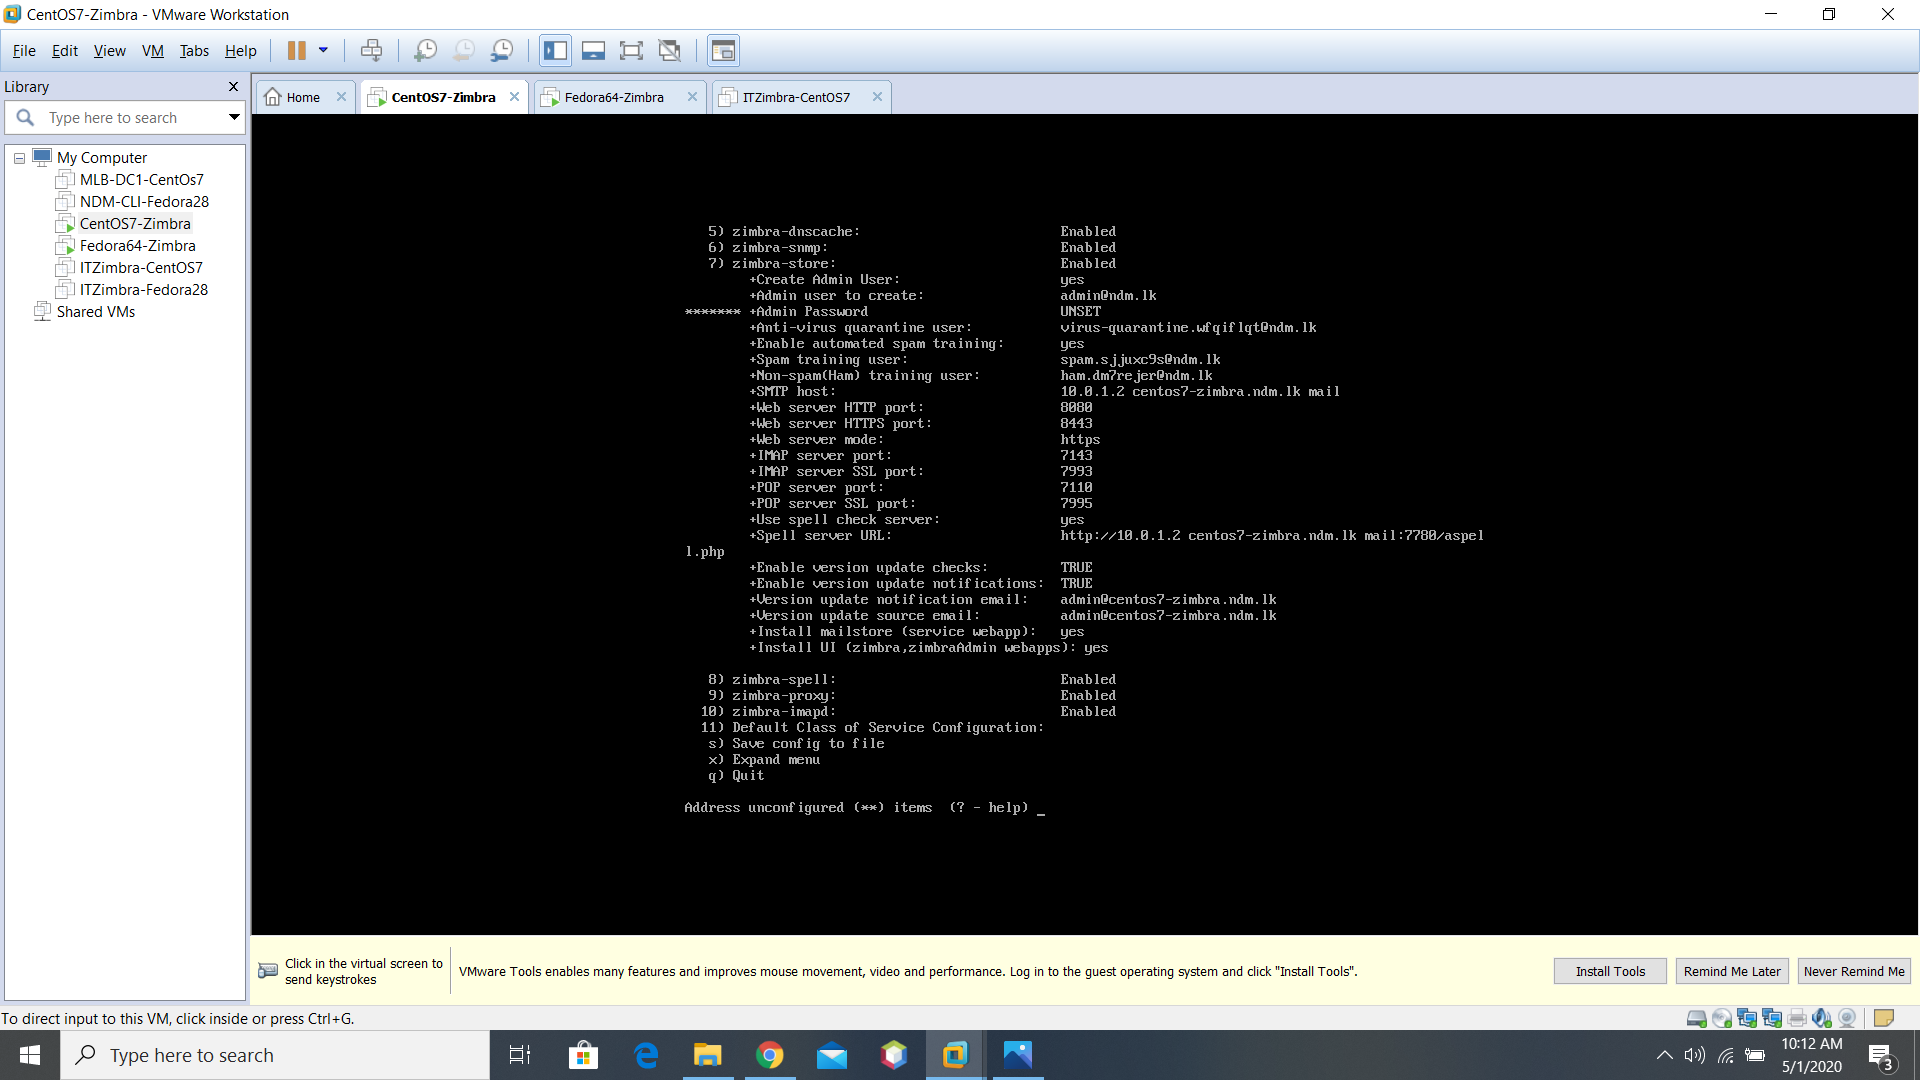 CentOS7-Zimbra - VMware Workstation
File Edit View VM Tabs Help
Library
Type here to search
My Computer
MLB-DC1-CentOs7
NDM-CLI-Fedora28
CentOS7-Zimbra
Fedora64-Zimbra
ITZimbra-CentOS7
ITZimbra-Fedora28
Shared VMs
Home CentOS7-Zimbra Fedora64-Zimbra ITZimbra-CentOS7
5) zimbra-dnscache: Enabled
6) zimbra-snmp: Enabled
7) zimbra-store: Enabled
+Create Admin User: yes
+Admin user to create: admin@ndm.lk
******* +Admin Password UNSET
+Anti-virus quarantine user: virus-quarantine.wfqiflqt@ndm.lk
+Enable automated spam training: yes
+Spam training user: spam.sjjuxc9s@ndm.lk
+Non-spam(Ham) training user: ham.dm7rejer@ndm.lk
+SMTP host: 10.0.1.2 centos7-zimbra.ndm.lk mail
+Web server HTTP port: 8080
+Web server HTTPS port: 8443
+Web server mode: https
+IMAP server port: 7143
+IMAP server SSL port: 7993
+POP server port: 7110
+POP server SSL port: 7995
+Use spell check server: yes
+Spell server URL: http://10.0.1.2 centos7-zimbra.ndm.lk mail:7780/aspel
l.php
+Enable version update checks: TRUE
+Enable version update notifications: TRUE
+Version update notification email: admin@centos7-zimbra.ndm.lk
+Version update source email: admin@centos7-zimbra.ndm.lk
+Install mailstore (service webapp): yes
+Install UI (zimbra,zimbraAdmin webapps): yes
8) zimbra-spell: Enabled
9) zimbra-proxy: Enabled
10) zimbra-imapd: Enabled
11) Default Class of Service Configuration:
s) Save config to file
x) Expand menu
q) Quit
Address unconfigured (**) items (? - help) _
Click in the virtual screen to
send keystrokes
VMware Tools enables many features and improves mouse movement, video and performance. Log in to the guest operating system and click "Install Tools".
Install Tools Remind Me Later Never Remind Me
To direct input to this VM, click inside or press Ctrl+G.
Type here to search
10:12 AM
5/1/2020
3